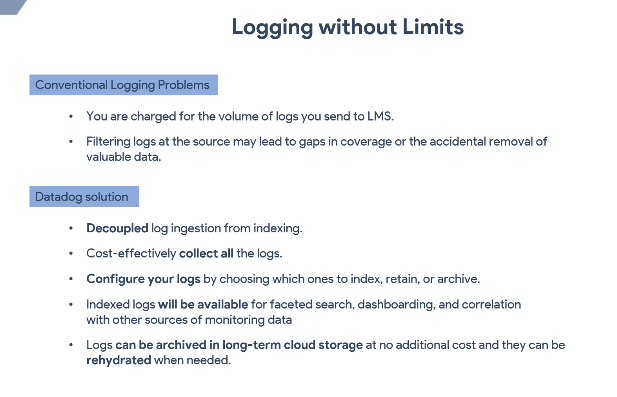 Logging without Limits
Conventional Logging Problems
• You are charged for the volume of logs you send to LMS.
• Filtering logs at the source may lead to gaps in coverage or the accidental removal of
valuable data.
Datadog solution
• Decoupled log ingestion from indexing.
• Cost-effectively collect all the logs.
• Configure your logs by choosing which ones to index, retain, or archive.
• Indexed logs will be available for faceted search, dashboarding, and correlation
with other sources of monitoring data
• Logs can be archived in long-term cloud storage at no additional cost and they can be
rehydrated when needed.